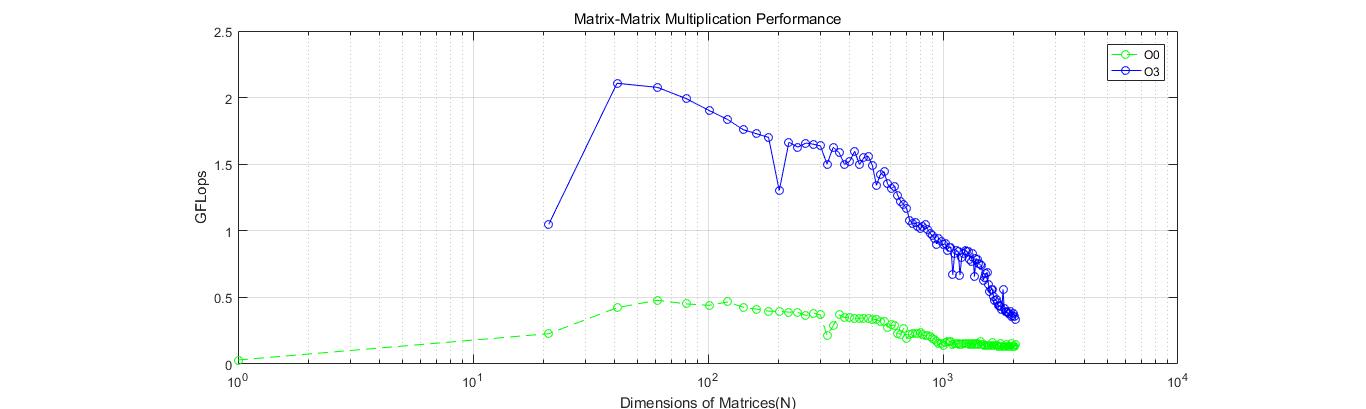 Matrix-Matrix Multiplication Performance
2.5
2
1.5
1
0.5
0
GFLops
O0
O3
10^0
10^1
10^2
10^3
10^4
Dimensions of Matrices(N)